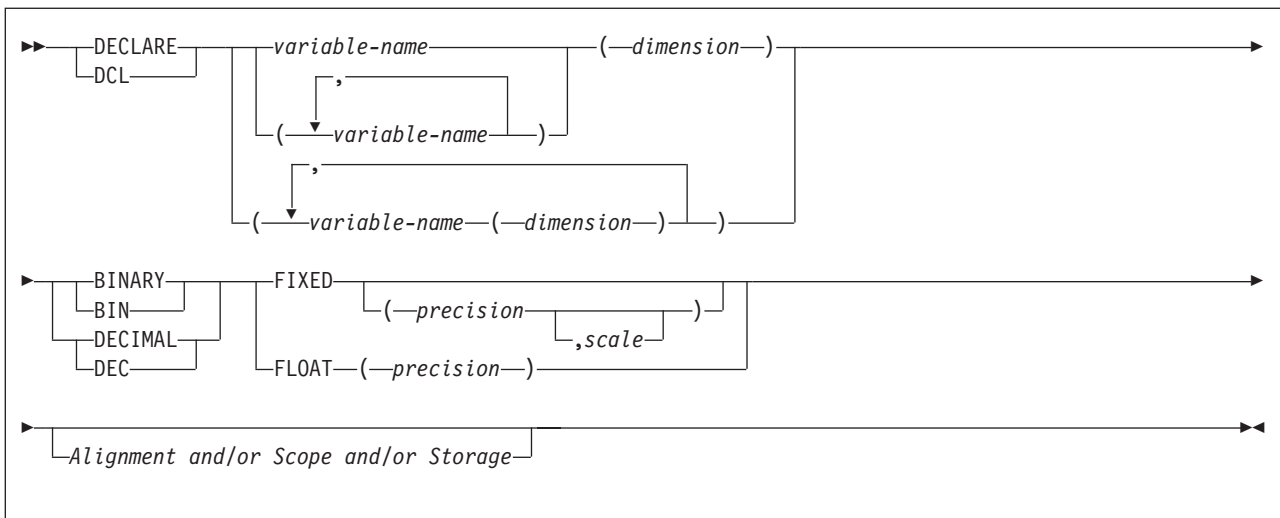 DECLARE variable-name ( dimension )
DCL ,
( variable-name )
,
( variable-name ( dimension ) )
BINARY FIXED
BIN ( precision )
DECIMAL ,scale
DEC FLOAT ( precision )
Alignment and/or Scope and/or Storage